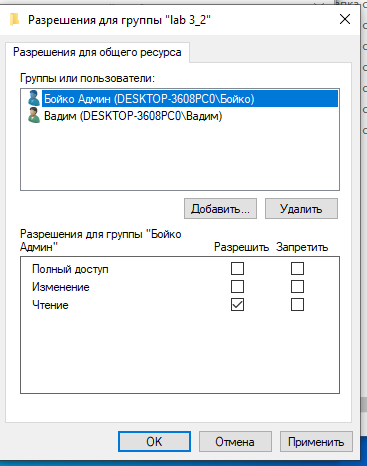 Разрешения для группы "lab 3_2"
Разрешения для общего ресурса
Группы или пользователи:
Бойко Админ (DESKTOP-3608PC0\Бойко)
Вадим (DESKTOP-3608PC0\Вадим)
Добавить...
Удалить
Разрешения для группы "Бойко
Админ"
Разрешить
Запретить
Полный доступ
Изменение
Чтение
OK
Отмена
Применить